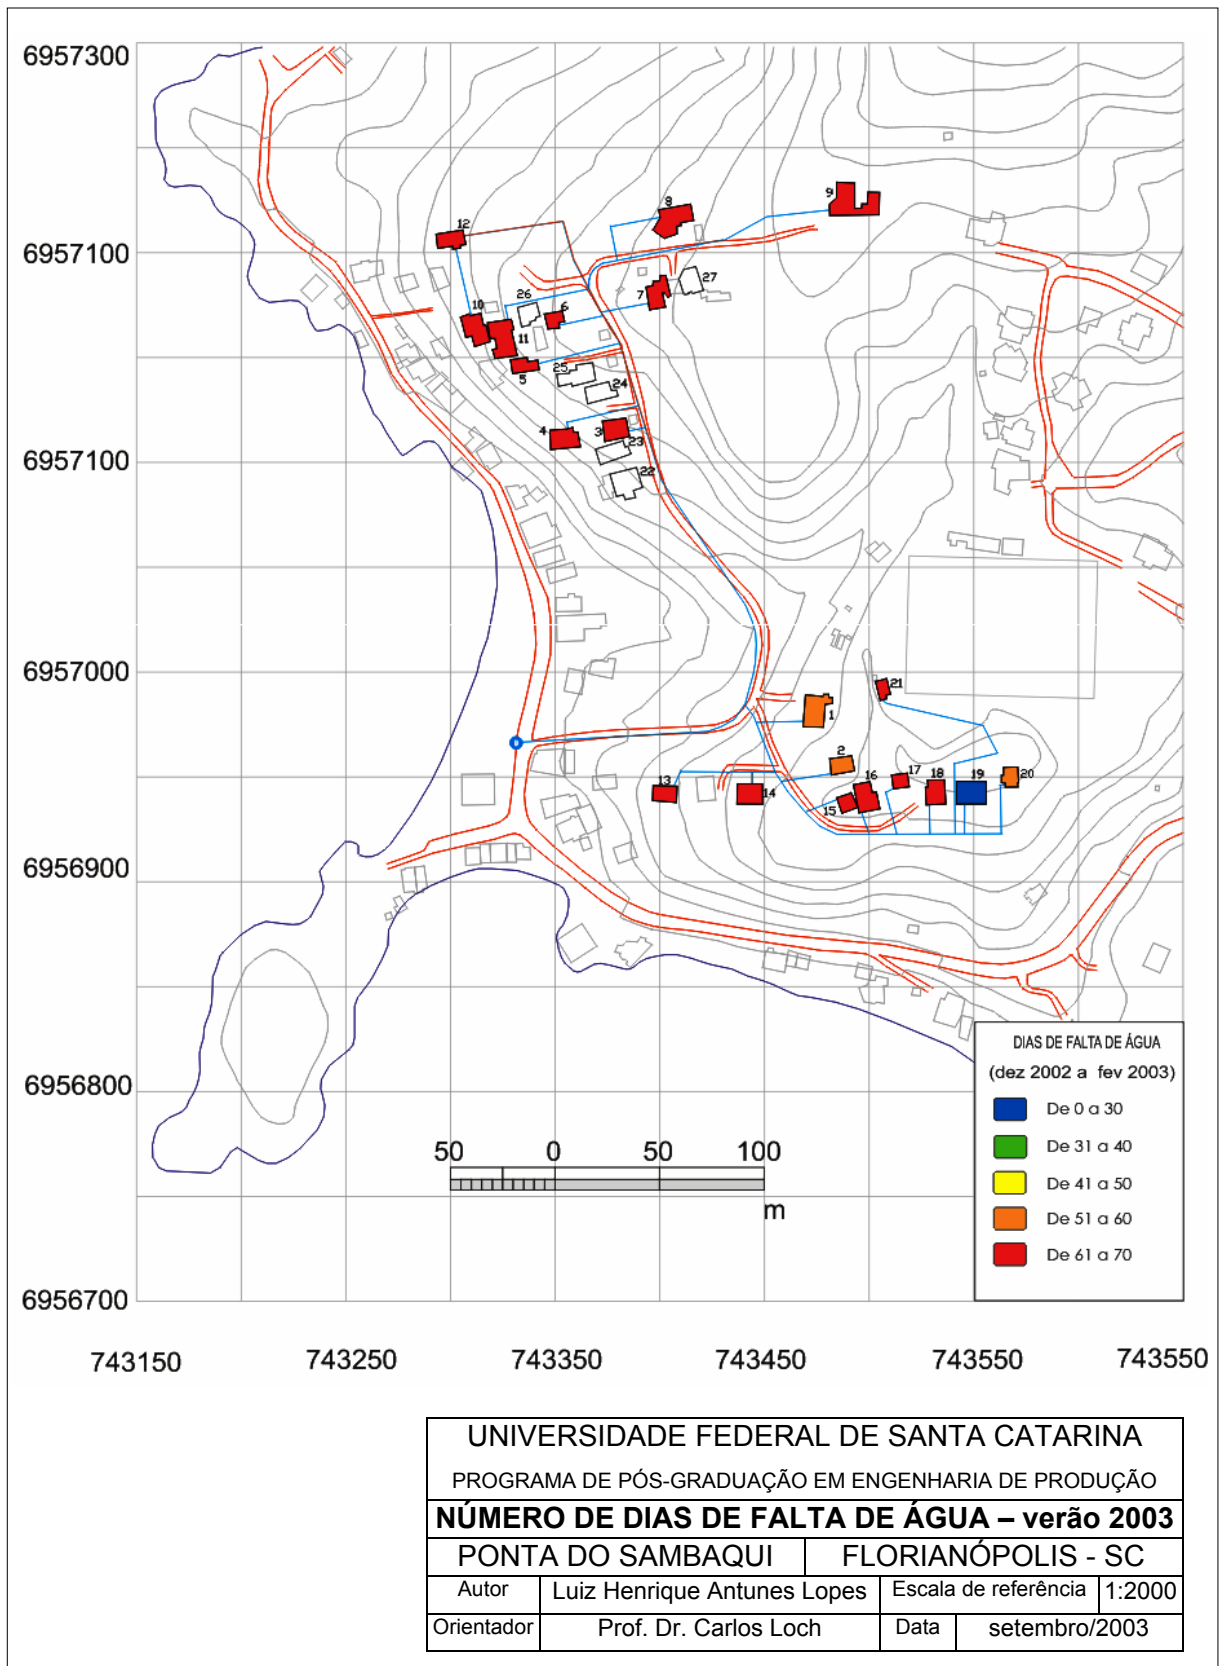 6957300
6957100
6957100
6957000
6956900
6956800
6956700
743150
743250
743350
743450
743550
743550
9
8
12
27
26
7
10
6
11
5
25
24
4
3
23
22
21
1
2
17
16
18
19
20
13
14
15
50
0
50
100
m
DIAS DE FALTA DE ÁGUA
(dez 2002 a fev 2003)
De 0 a 30
De 31 a 40
De 41 a 50
De 51 a 60
De 61 a 70
UNIVERSIDADE FEDERAL DE SANTA CATARINA
PROGRAMA DE PÓS-GRADUAÇÃO EM ENGENHARIA DE PRODUÇÃO
NÚMERO DE DIAS DE FALTA DE ÁGUA – verão 2003
PONTA DO SAMBAQUI
FLORIANÓPOLIS - SC
Autor
Luiz Henrique Antunes Lopes
Escala de referência
1:2000
Orientador
Prof. Dr. Carlos Loch
Data
setembro/2003